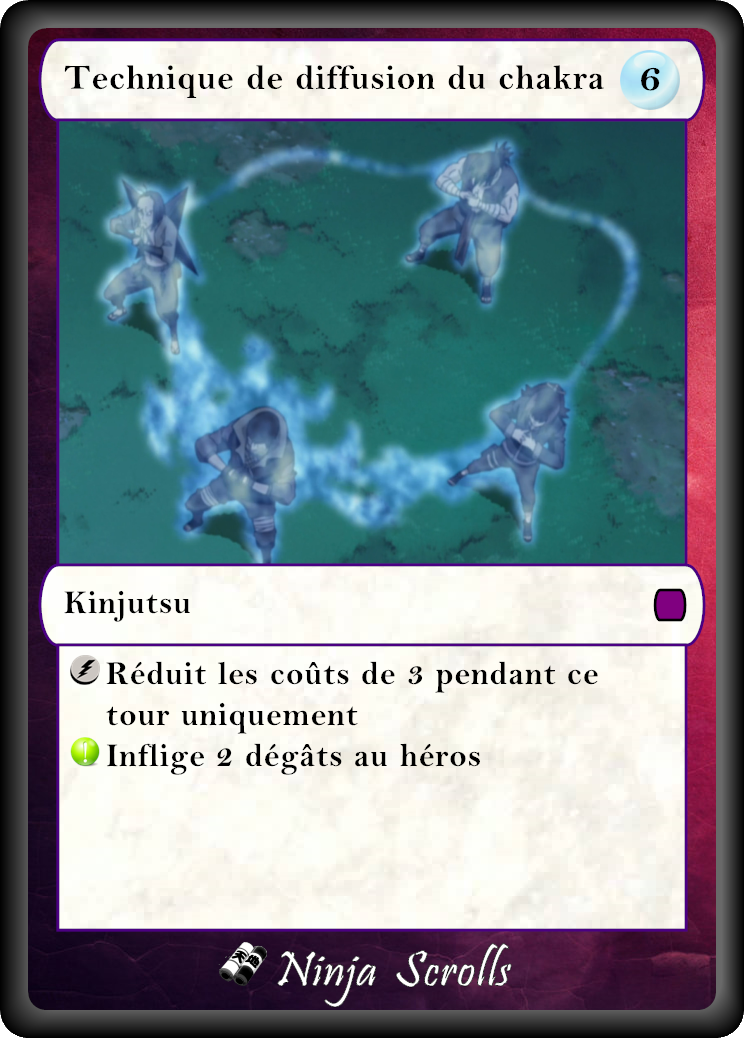 Technique de diffusion du chakra 6
Kinjutsu
Réduit les coûts de 3 pendant ce
tour uniquement
Inflige 2 dégâts au héros
Ninja Scrolls